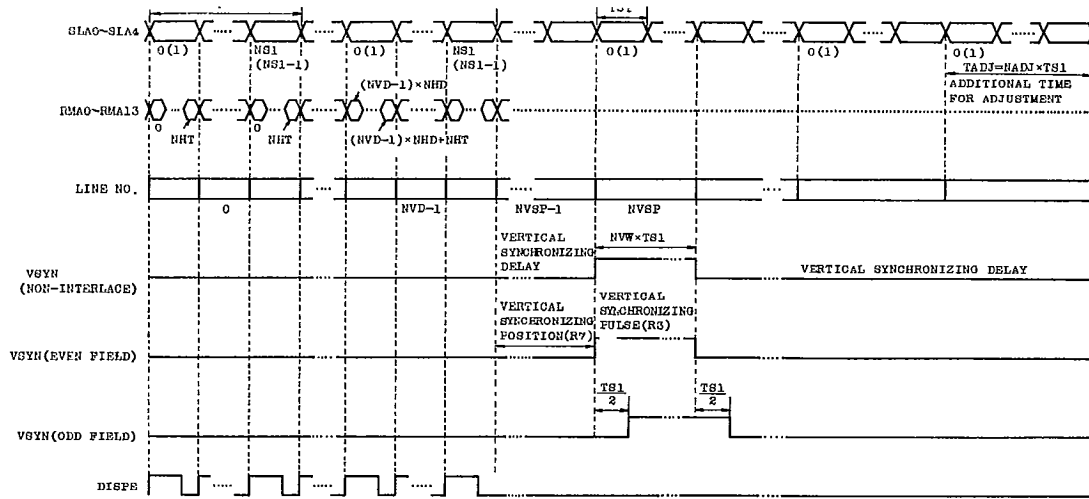 SLA0~SLA4
0(1)
NS1
(NS1-1)
0(1)
NS1
(NS1-1)
0(1)
0(1)
0(1)
TADJ=NADJ×TS1
ADDITIONAL TIME
FOR ADJUSTMENT
RMA0~RMA13
0
NHT
0
NHT
(NVD-1)×NHD
(NVD-1)×NHD+NHT
LINE NO.
0
NVD-1
NVSP-1
NVSP
VSYN
(NON-INTERLACE)
VERTICAL
SYNCHRONIZING
DELAY
NVW×TS1
VERTICAL SYNCHRONIZING DELAY
VSYN(EVEN FIELD)
VERTICAL
SYNCHRONIZING
POSITION(R7)
VERTICAL
SYNCHRONIZING
PULSE(R3)
VSYN(ODD FIELD)
TS1
2
TS1
2
DISPE